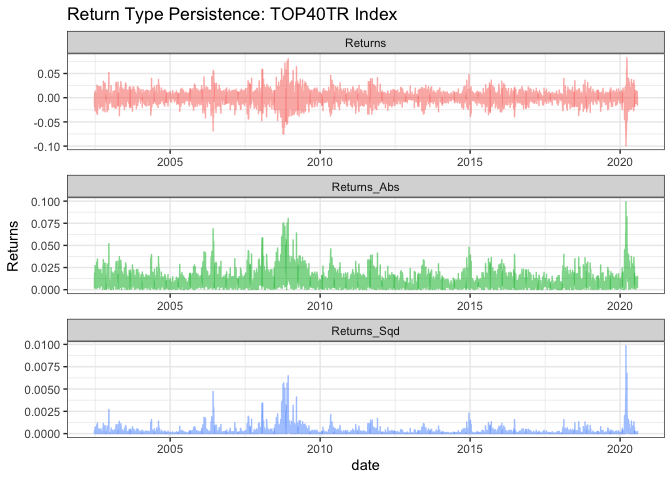 Return Type Persistence: TOP40TR Index
Returns
0.05
0.00
-0.05
-0.10
2005 2010 2015 2020
Returns_Abs
0.100
0.075
0.050
0.025
0.000
2005 2010 2015 2020
Returns
Returns_Sqd
0.0100
0.0075
0.0050
0.0025
0.0000
2005 2010 2015 2020
date